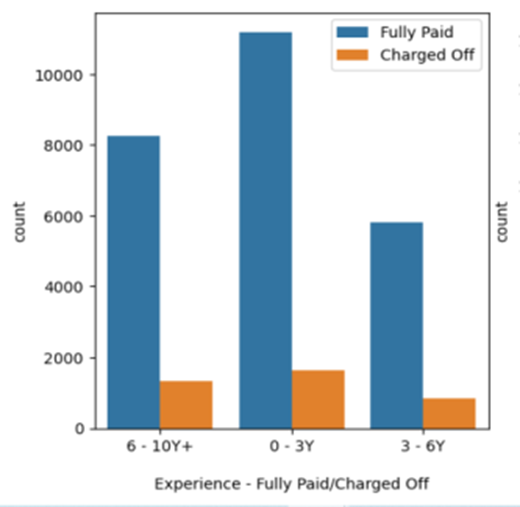 Fully Paid
Charged Off
10000
8000
6000
4000
2000
0
count
count
6 - 10Y+
0 - 3Y
3 - 6Y
Experience - Fully Paid/Charged Off